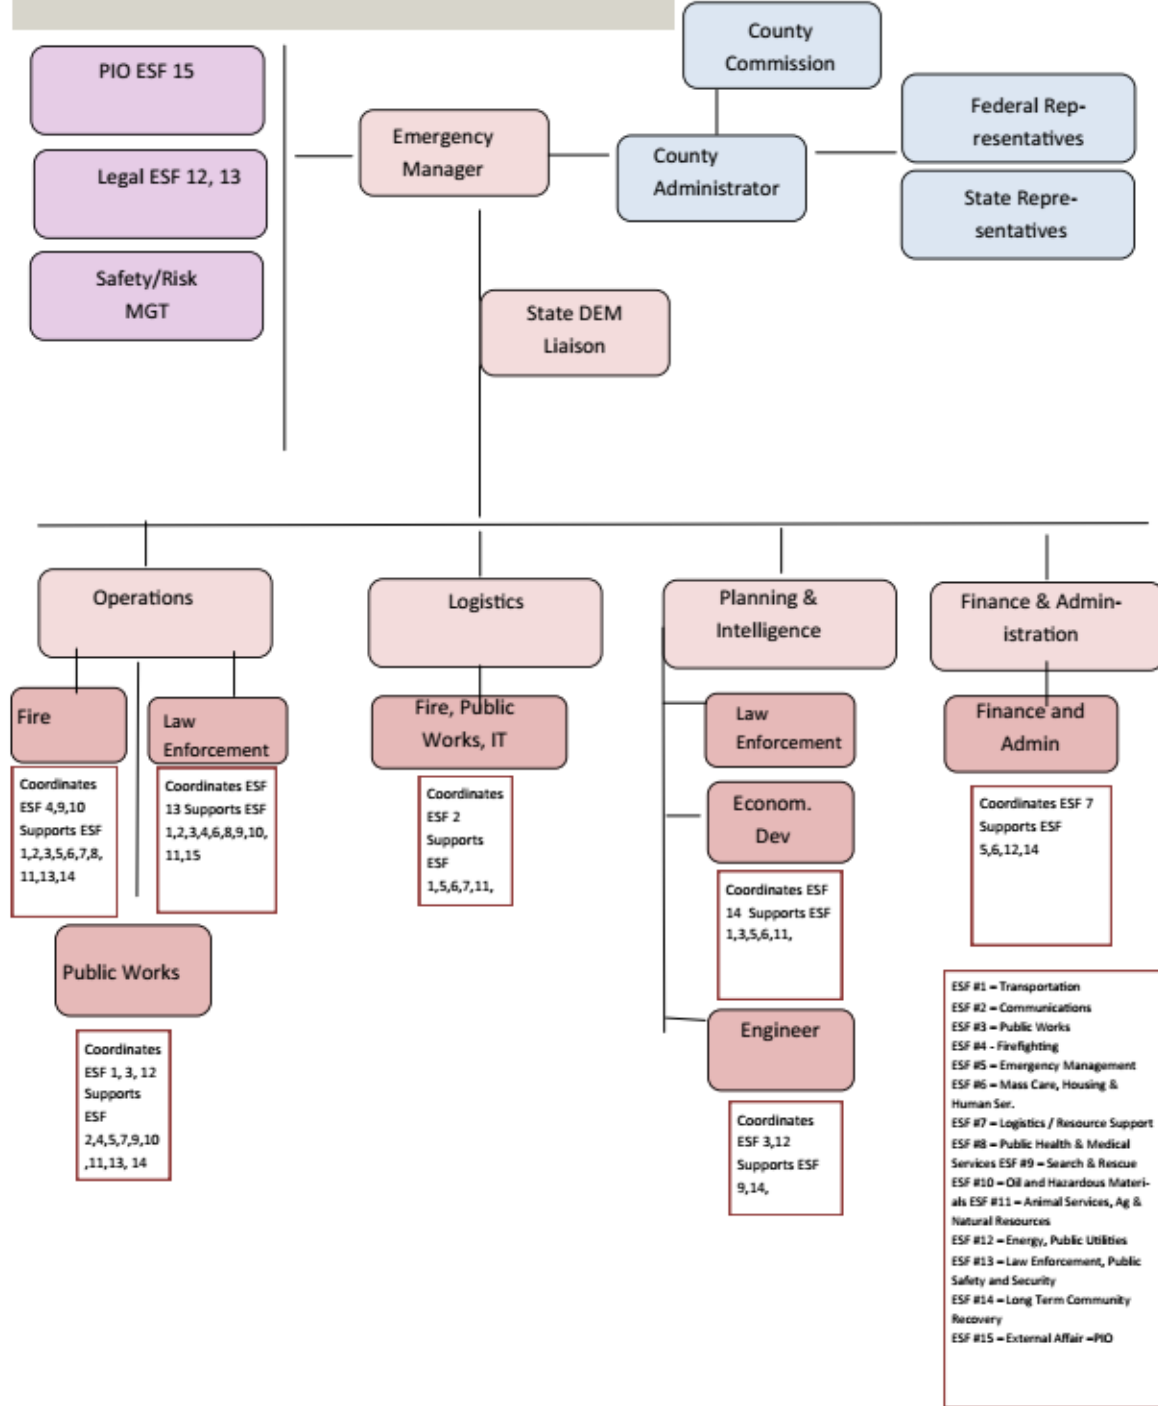 County
Commission
PIO ESF 15
Federal Rep-
resentatives
Emergency
Manager
County
Administrator
Legal ESF 12, 13
State Repre-
sentatives
Safety/Risk
MGT
State DEM
Liaison
Operations
Logistics
Planning &
Intelligence
Finance & Admin-
istration
Fire
Law
Enforcement
Fire, Public
Works, IT
Law
Enforcement
Finance and
Admin
Coordinates
ESF 4,9,10
Supports ESF
1,2,3,5,6,7,8,
11,13,14
Coordinates ESF
13 Supports ESF
1,2,3,4,6,8,9,10,
11,15
Coordinates
ESF 2
Supports
ESF
1,5,6,7,11,
Econom.
Dev
Coordinates ESF 7
Supports ESF
5,6,12,14
Coordinates ESF
14  Supports ESF
1,3,5,6,11,
Public Works
Coordinates
ESF 1, 3, 12
Supports
ESF
2,4,5,7,9,10
,11,13, 14
Engineer
Coordinates
ESF 3,12
Supports ESF
9,14,
ESF #1 – Transportation
ESF #2 – Communications
ESF #3 – Public Works
ESF #4 - Firefighting
ESF #5 – Emergency Management
ESF #6 – Mass Care, Housing &
Human Ser.
ESF #7 – Logistics / Resource Support
ESF #8 – Public Health & Medical
Services ESF #9 – Search & Rescue
ESF #10 – Oil and Hazardous Materi-
als ESF #11 – Animal Services, Ag &
Natural Resources
ESF #12 – Energy, Public Utilities
ESF #13 – Law Enforcement, Public
Safety and Security
ESF #14 – Long Term Community
Recovery
ESF #15 – External Affair –PIO